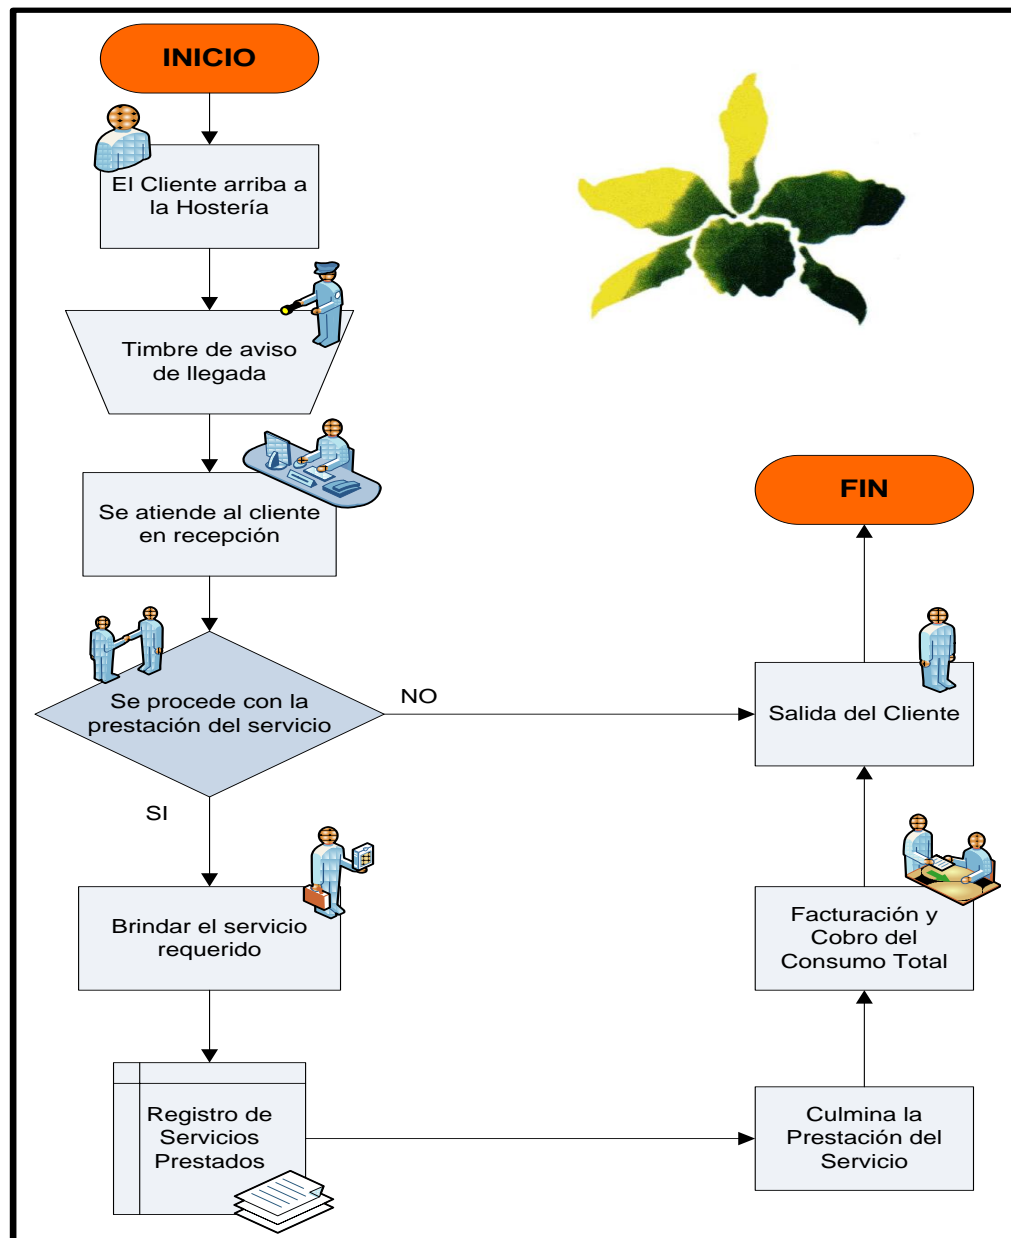 INICIO
El Cliente arriba a
la Hostería
Timbre de aviso
de llegada
Se atiende al cliente
en recepción
Se procede con la
prestación del servicio
NO
SI
Brindar el servicio
requerido
Registro de
Servicios
Prestados
Culmina la
Prestación del
Servicio
Facturación y
Cobro del
Consumo Total
Salida del Cliente
FIN